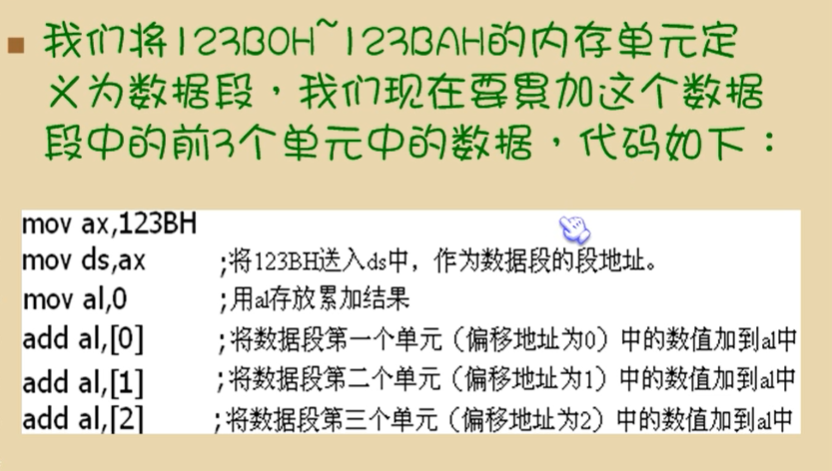 我们将123B0H~123BAH的内存单元定
义为数据段，我们现在要累加这个数据
段中的前3个单元中的数据，代码如下：
mov ax,123BH
mov ds,ax ;将123BH送入ds中，作为数据段的段地址。
mov al,0 ;用al存放累加结果
add al,[0] ;将数据段第一个单元（偏移地址为0）中的数值加到al中
add al,[1] ;将数据段第二个单元（偏移地址为1）中的数值加到al中
add al,[2] ;将数据段第三个单元（偏移地址为2）中的数值加到al中